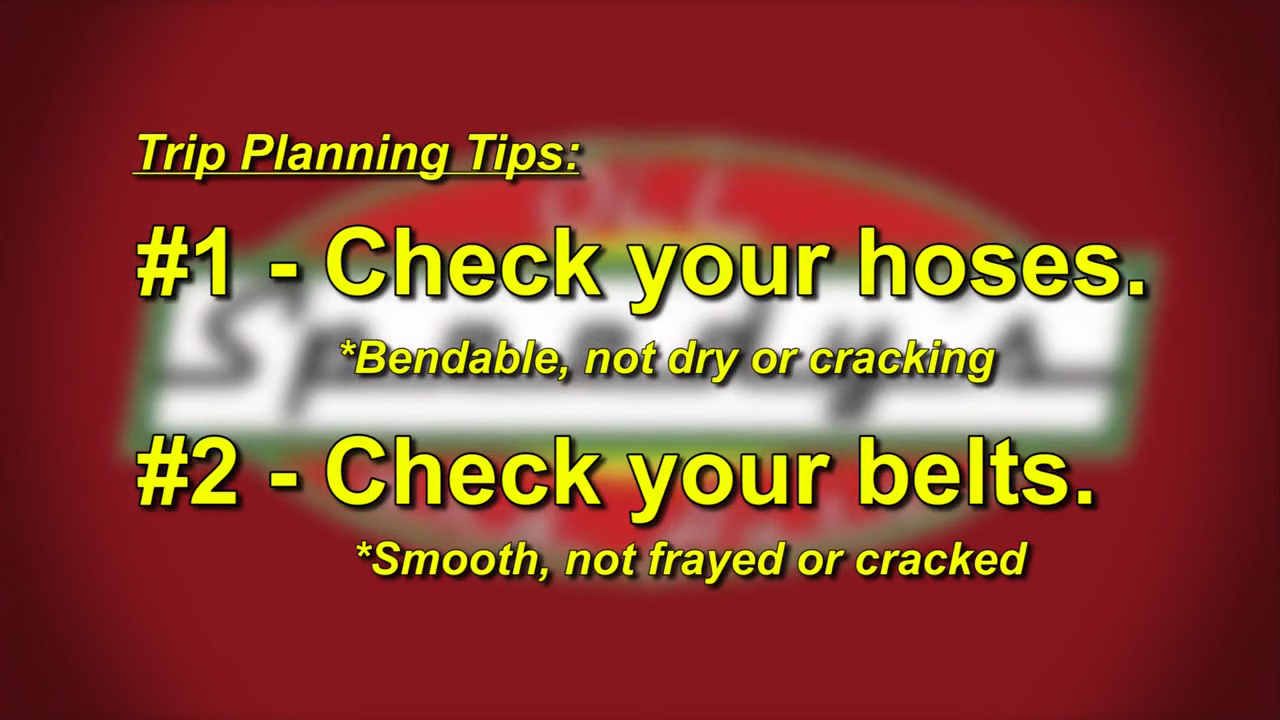 Trip Planning Tips:
#1 - Check your hoses.
*Bendable, not dry or cracking
Speedy's
#2 - Check your belts.
*Smooth, not frayed or cracked